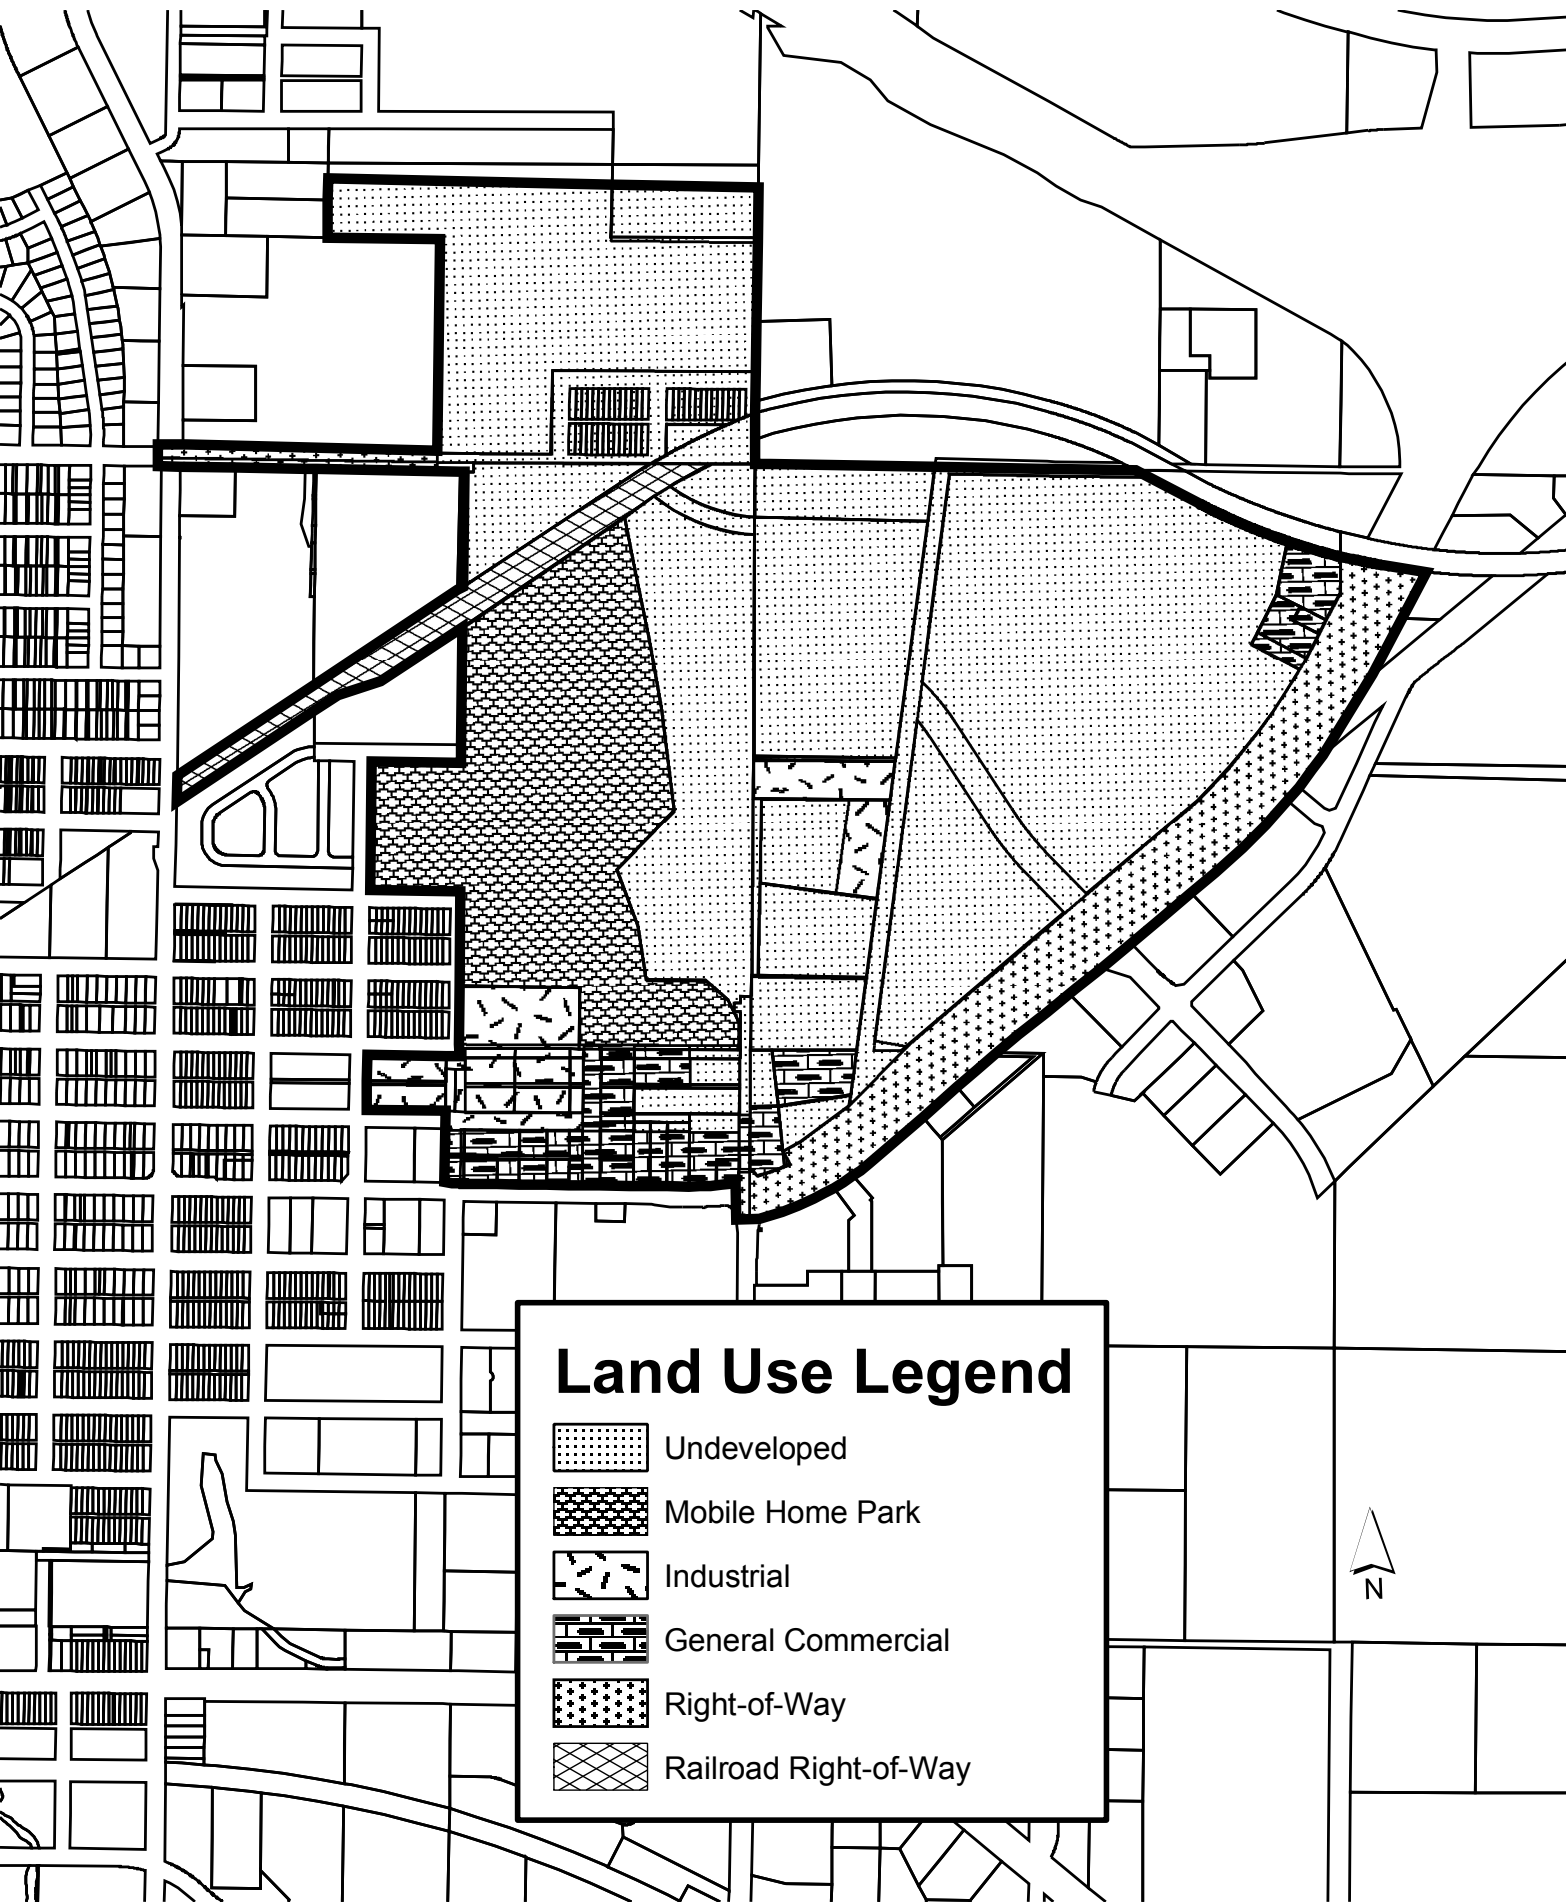 Land Use Legend
Undeveloped
Mobile Home Park
Industrial
General Commercial
Right-of-Way
Railroad Right-of-Way
N